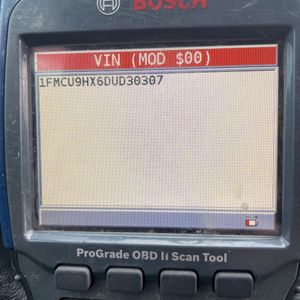 BOSCH
VIN (MOD $00)
1FMCU9HX6DUD30307
ProGrade OBD II Scan Tool